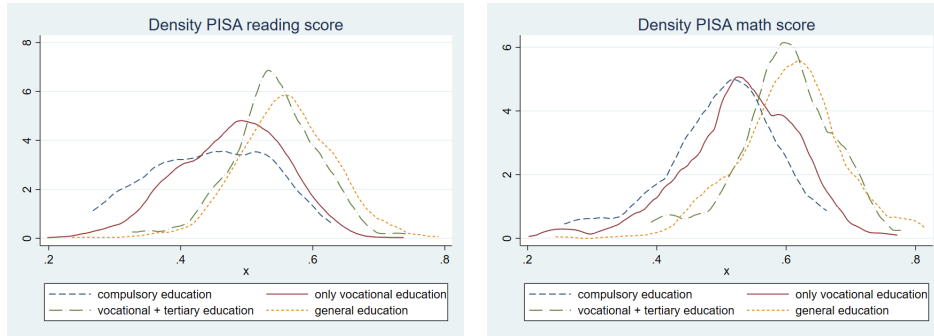 Density PISA reading score
8
6
4
2
0
.2 .4 .6 .8
x
compulsory education only vocational education
vocational + tertiary education general education
Density PISA math score
6
4
2
0
.2 .4 .6 .8
x
compulsory education only vocational education
vocational + tertiary education general education